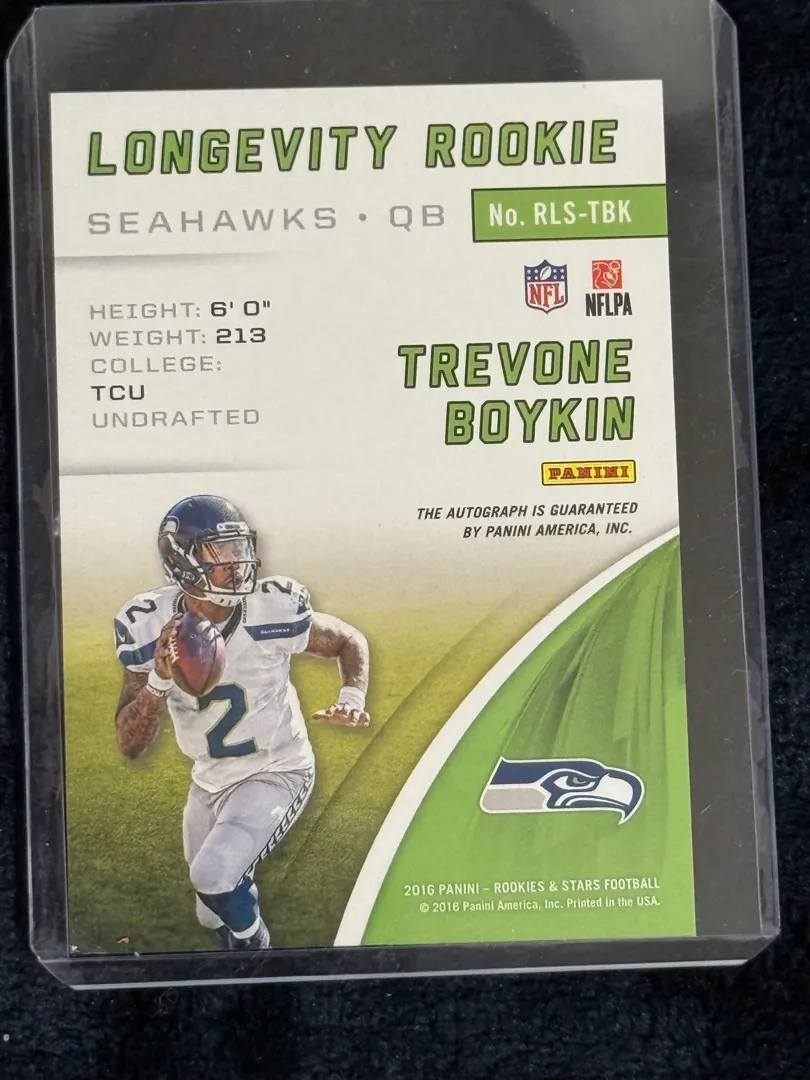 LONGEVITY ROOKIE
SEAHAWKS • QB
No. RLS-TBK
NFL
NFLPA
HEIGHT: 6' 0"
WEIGHT: 213
COLLEGE:
TCU
UNDRAFTED
TREVONE
BOYKIN
PANINI
THE AUTOGRAPH IS GUARANTEED
BY PANINI AMERICA, INC.
2
2
2
2016 PANINI – ROOKIES & STARS FOOTBALL
© 2016 Panini America, Inc. Printed in the USA.